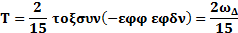 Τ = 2/15 τοξσυν(−εφφ εφδν) = 2ω_Δ/15